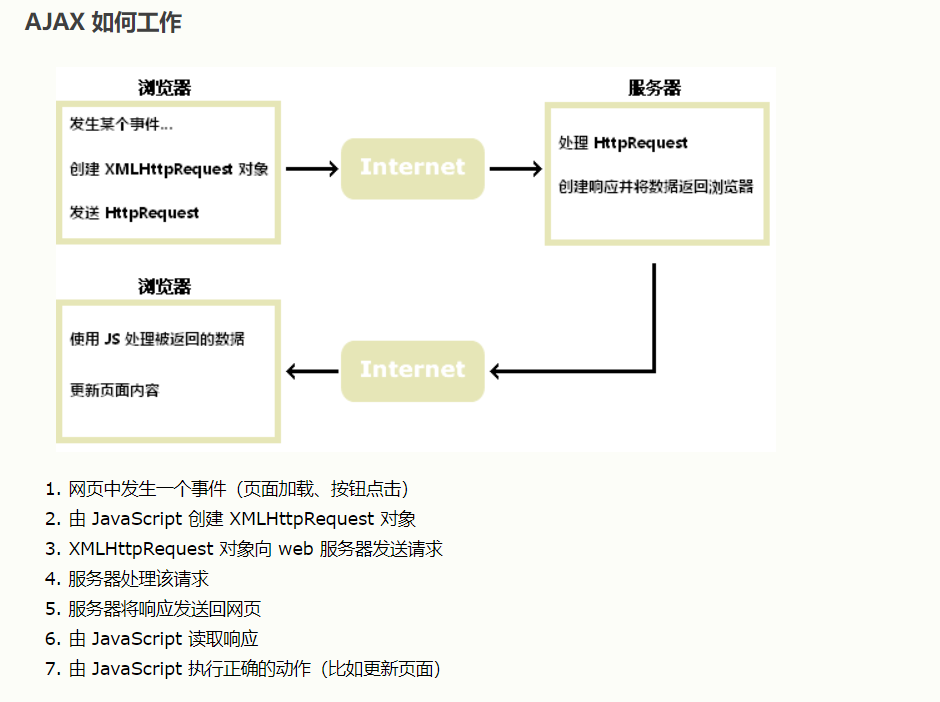 AJAX 如何工作
浏览器
发生某个事件...
创建 XMLHttpRequest 对象
发送 HttpRequest
Internet
服务器
处理 HttpRequest
创建响应并将数据返回浏览器
浏览器
使用 JS 处理被返回的数据
更新页面内容
Internet
1. 网页中发生一个事件（页面加载、按钮点击）
2. 由 JavaScript 创建 XMLHttpRequest 对象
3. XMLHttpRequest 对象向 web 服务器发送请求
4. 服务器处理该请求
5. 服务器将响应发送回网页
6. 由 JavaScript 读取响应
7. 由 JavaScript 执行正确的动作（比如更新页面）